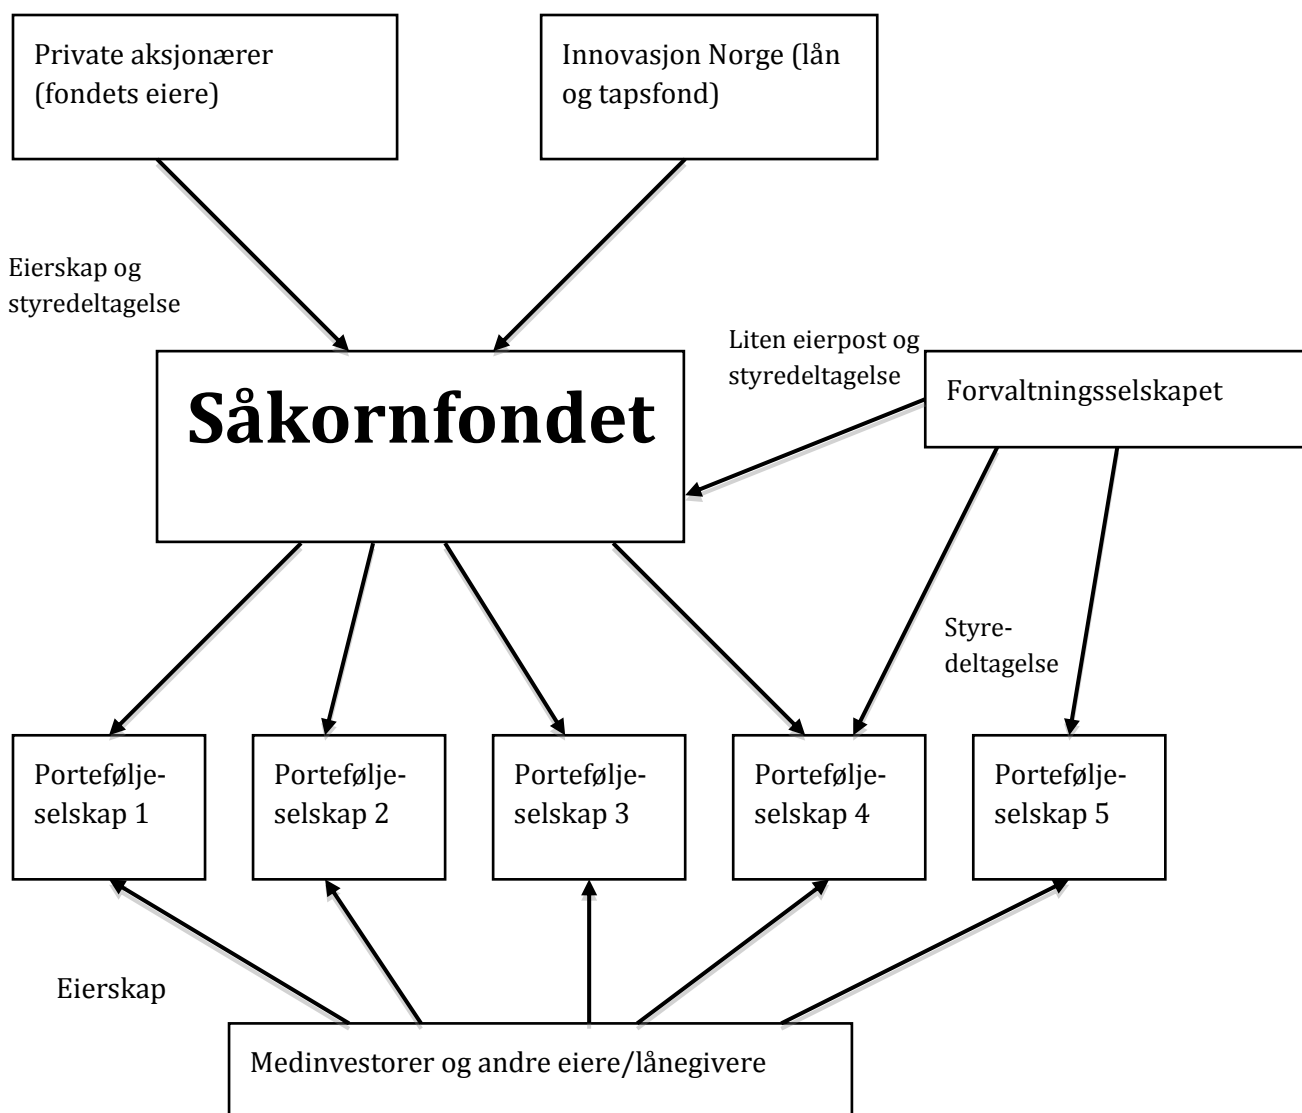 Private aksjonærer
(fondets eiere)
Innovasjon Norge (lån
og tapsfond)
Eierskap og
styredeltagelse
Liten eierpost og
styredeltagelse
Såkornfondet
Forvaltningsselskapet
Styre-
deltagelse
Portefølje-
selskap 1
Portefølje-
selskap 2
Portefølje-
selskap 3
Portefølje-
selskap 4
Portefølje-
selskap 5
Eierskap
Medinvestorer og andre eiere/lånegivere